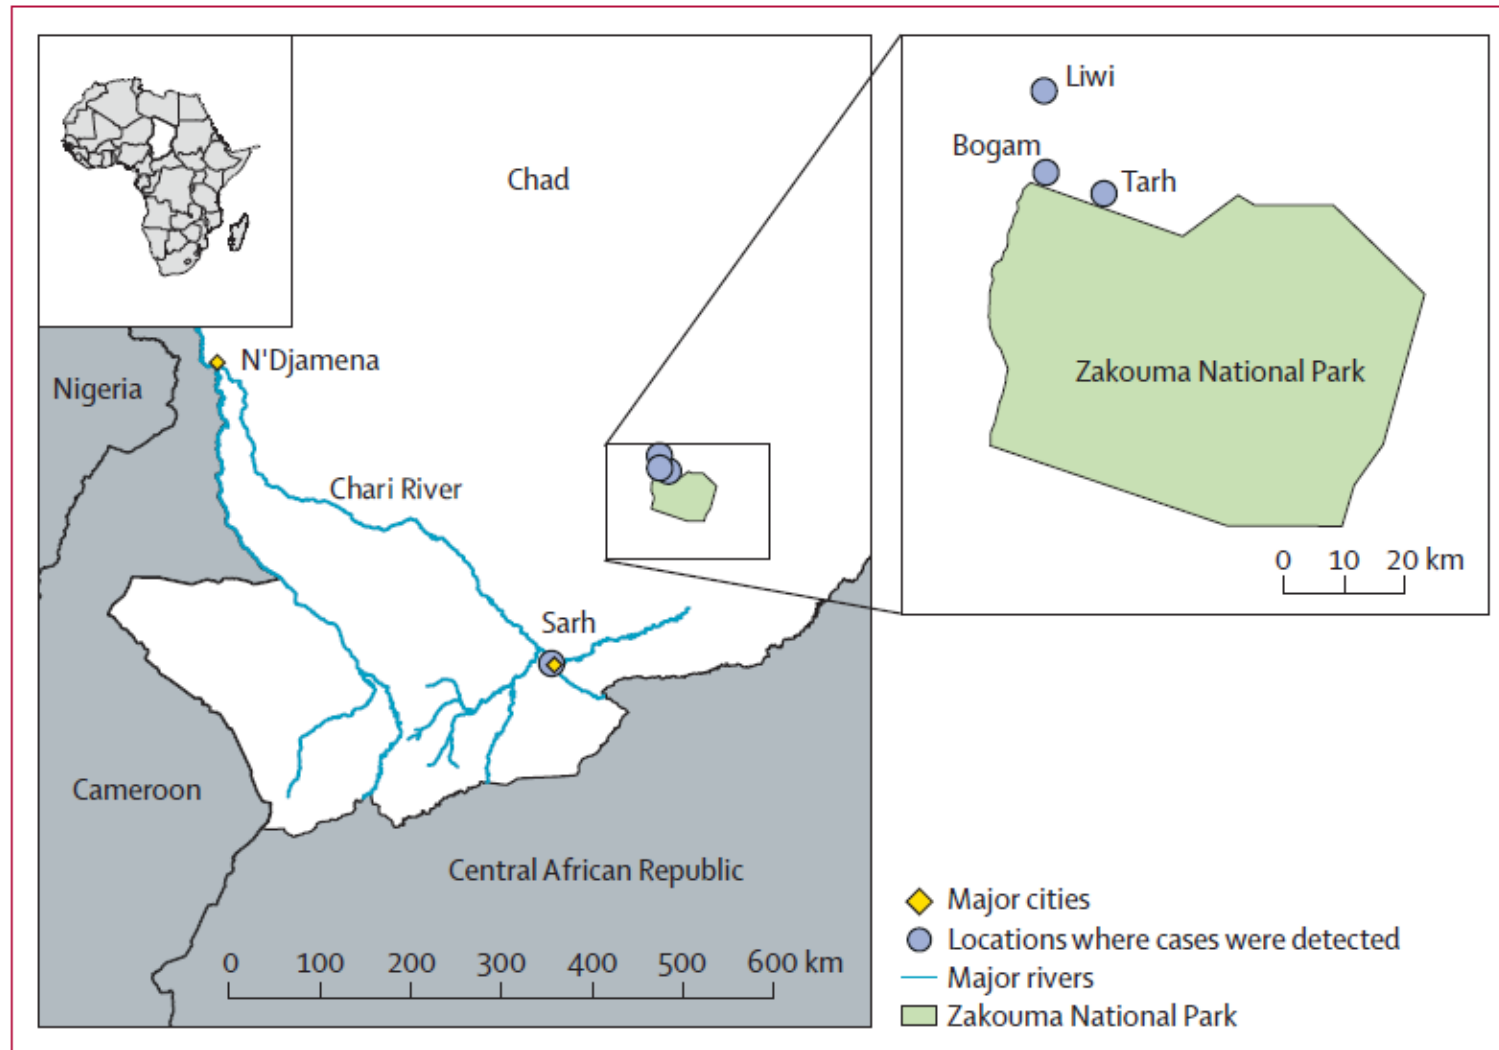 Chad
N'Djamena
Nigeria
Chari River
Sarh
Cameroon
Central African Republic
0 100 200 300 400 500 600 km
Liwi
Bogam
Tarh
Zakouma National Park
0 10 20 km
Major cities
Locations where cases were detected
Major rivers
Zakouma National Park